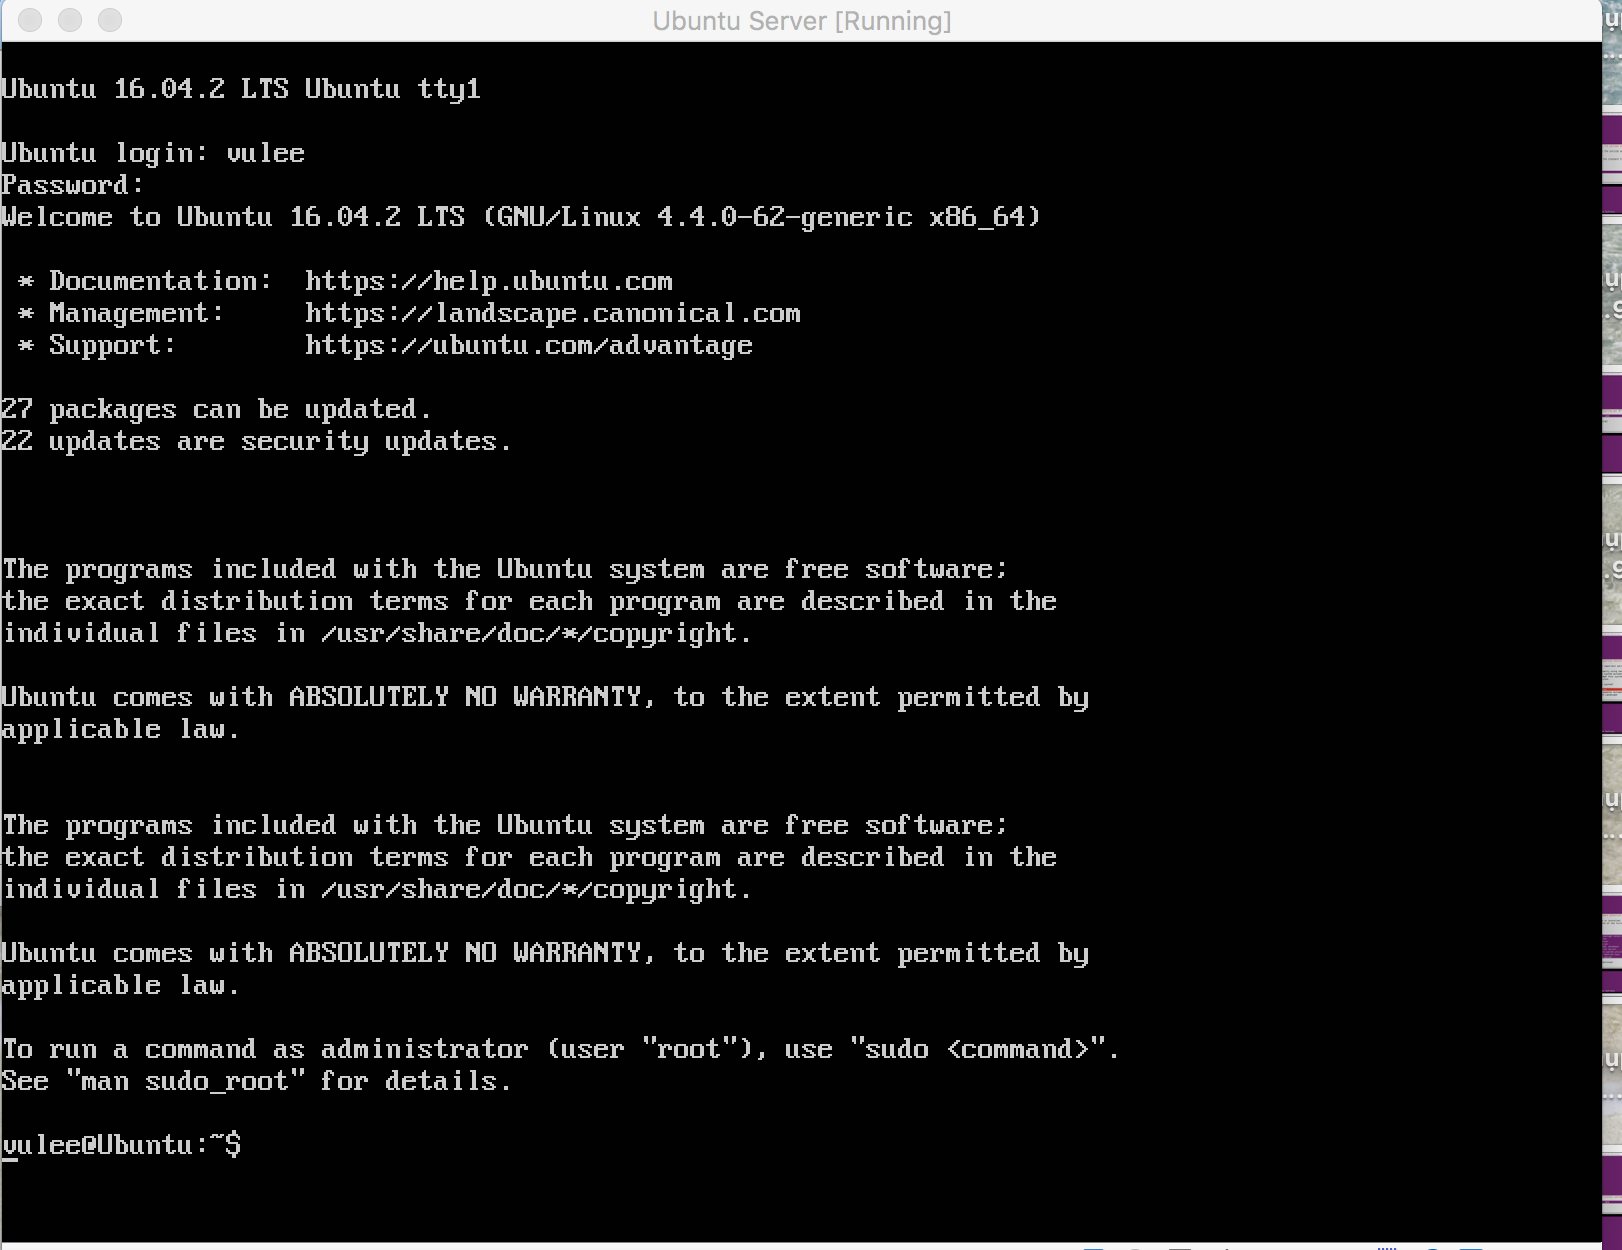 Ubuntu Server [Running]
Ubuntu 16.04.2 LTS Ubuntu tty1
Ubuntu login: vulee
Password:
Welcome to Ubuntu 16.04.2 LTS (GNU/Linux 4.4.0-62-generic x86_64)
* Documentation:  https://help.ubuntu.com
* Management:     https://landscape.canonical.com
* Support:        https://ubuntu.com/advantage
27 packages can be updated.
22 updates are security updates.
The programs included with the Ubuntu system are free software;
the exact distribution terms for each program are described in the
individual files in /usr/share/doc/*/copyright.
Ubuntu comes with ABSOLUTELY NO WARRANTY, to the extent permitted by
applicable law.
The programs included with the Ubuntu system are free software;
the exact distribution terms for each program are described in the
individual files in /usr/share/doc/*/copyright.
Ubuntu comes with ABSOLUTELY NO WARRANTY, to the extent permitted by
applicable law.
To run a command as administrator (user "root"), use "sudo <command>".
See "man sudo_root" for details.
vulee@Ubuntu:~$